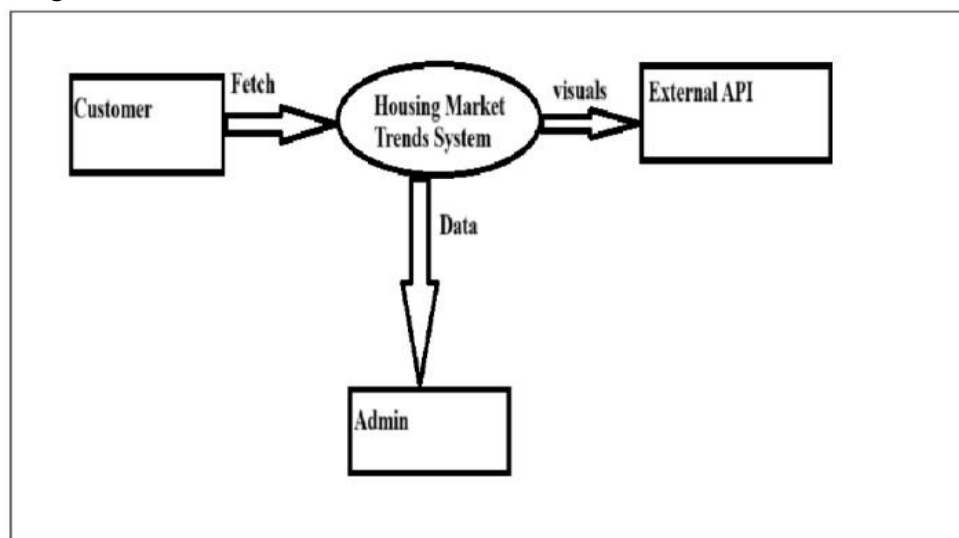 Customer
Fetch
Housing Market
Trends System
visuals
External API
Data
Admin